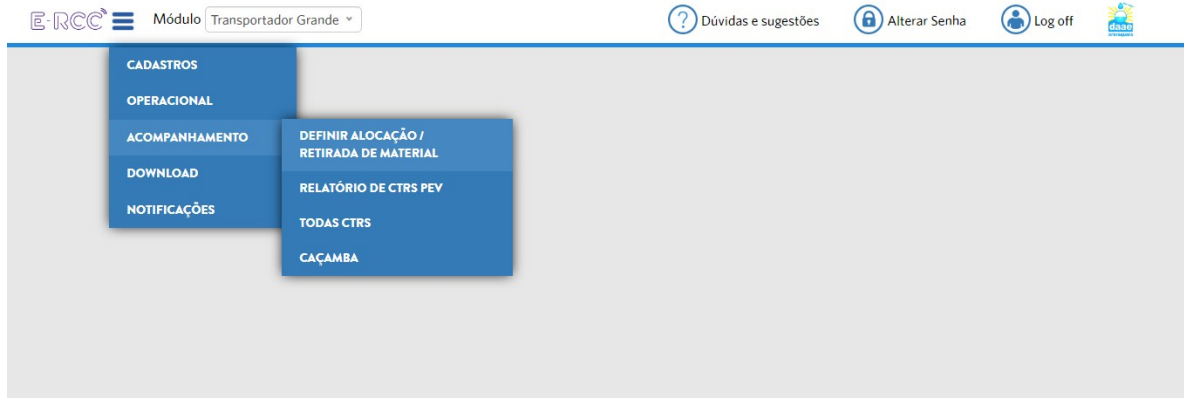 E-RCC Módulo Transportador Grande Dúvidas e sugestões Alterar Senha Log off daae
CADASTROS
OPERACIONAL
ACOMPANHAMENTO
DOWNLOAD
NOTIFICAÇÕES
DEFINIR ALOCAÇÃO /
RETIRADA DE MATERIAL
RELATÓRIO DE CTRS PEV
TODAS CTRS
CAÇAMBA